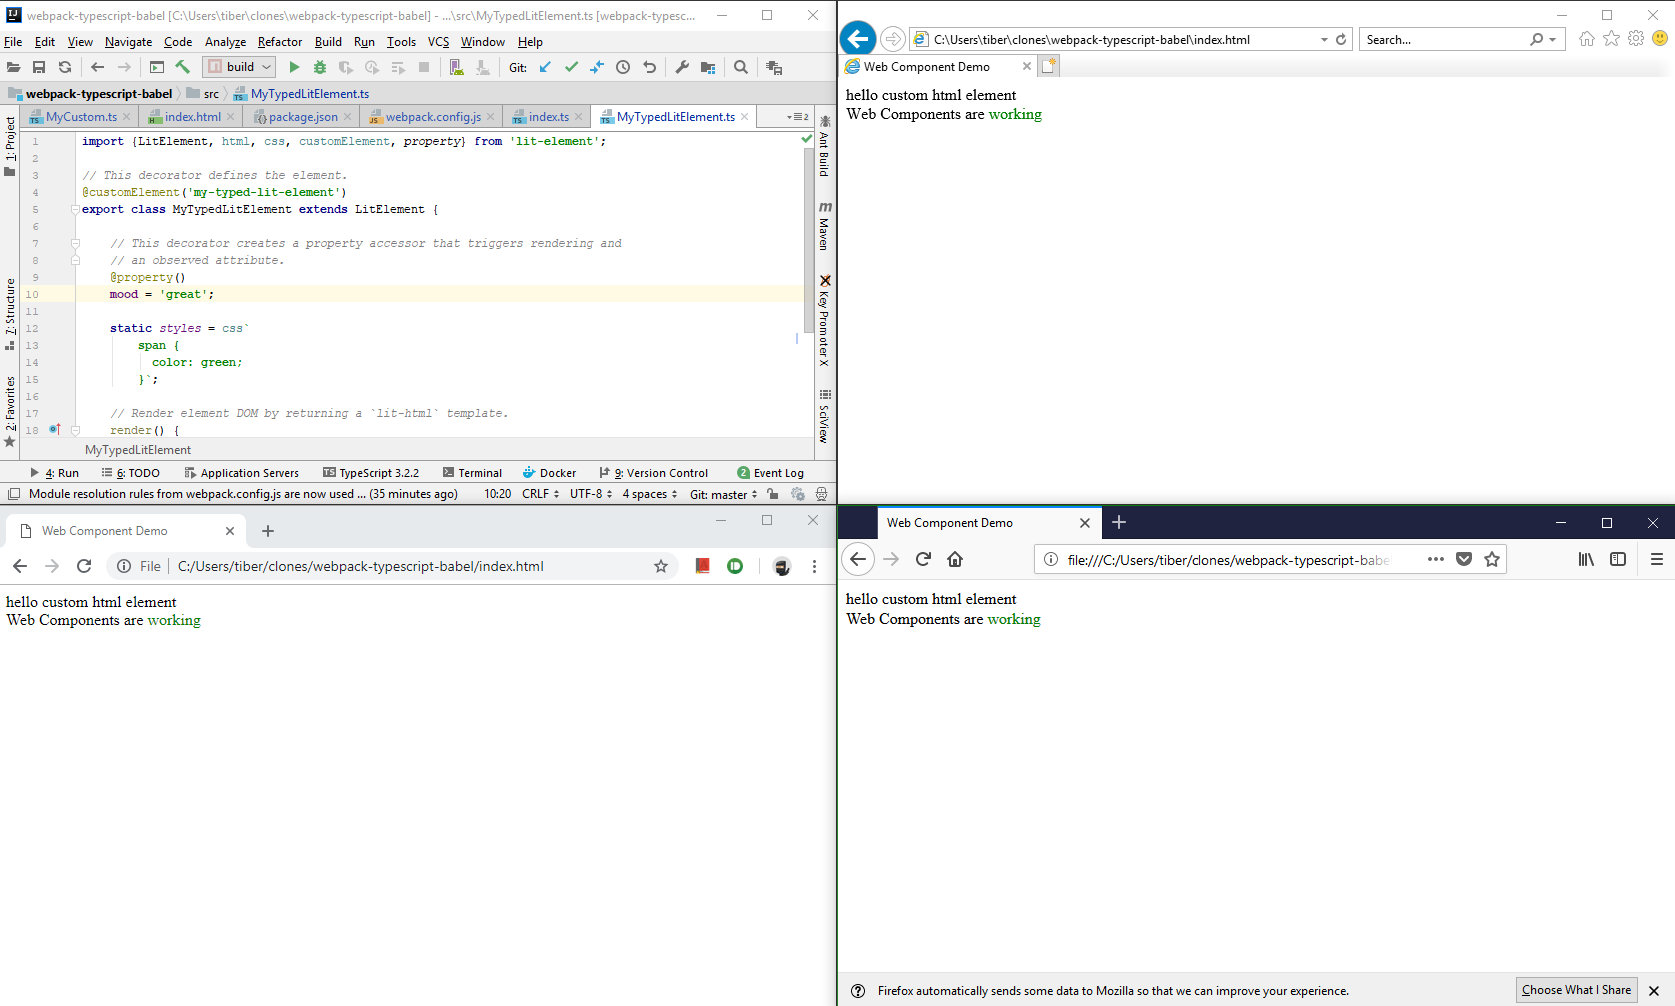 webpack-typescript-babel [C:\Users\tiber\clones\webpack-typescript-babel] - ...\src\MyTypedLitElement.ts [webpack-typesc...
File Edit View Navigate Code Analyze Refactor Build Run Tools VCS Window Help
build Git:
webpack-typescript-babel src MyTypedLitElement.ts
MyCustom.ts index.html package.json webpack.config.js index.ts MyTypedLitElement.ts 2
1 import {LitElement, html, css, customElement, property} from 'lit-element';
2
3 // This decorator defines the element.
4 @customElement('my-typed-lit-element')
5 export class MyTypedLitElement extends LitElement {
6
7 // This decorator creates a property accessor that triggers rendering and
8 // an observed attribute.
9 @property()
10 mood = 'great';
11
12 static styles = css`
13 span {
14 color: green;
15 }`;
16
17 // Render element DOM by returning a `lit-html` template.
18 render() {
MyTypedLitElement
1: Project
7: Structure
2: Favorites
Ant Build
m Maven
Key Promoter X
SciView
4: Run 6: TODO Application Servers TypeScript 3.2.2 Terminal Docker 9: Version Control 2 Event Log
Module resolution rules from webpack.config.js are now used ... (35 minutes ago) 10:20 CRLF UTF-8 4 spaces Git: master
C:\Users\tiber\clones\webpack-typescript-babel\index.html Search...
Web Component Demo
hello custom html element
Web Components are working
Web Component Demo
File C:/Users/tiber/clones/webpack-typescript-babel/index.html
hello custom html element
Web Components are working
Web Component Demo
file:///C:/Users/tiber/clones/webpack-typescript-babe
hello custom html element
Web Components are working
Firefox automatically sends some data to Mozilla so that we can improve your experience. Choose What I Share